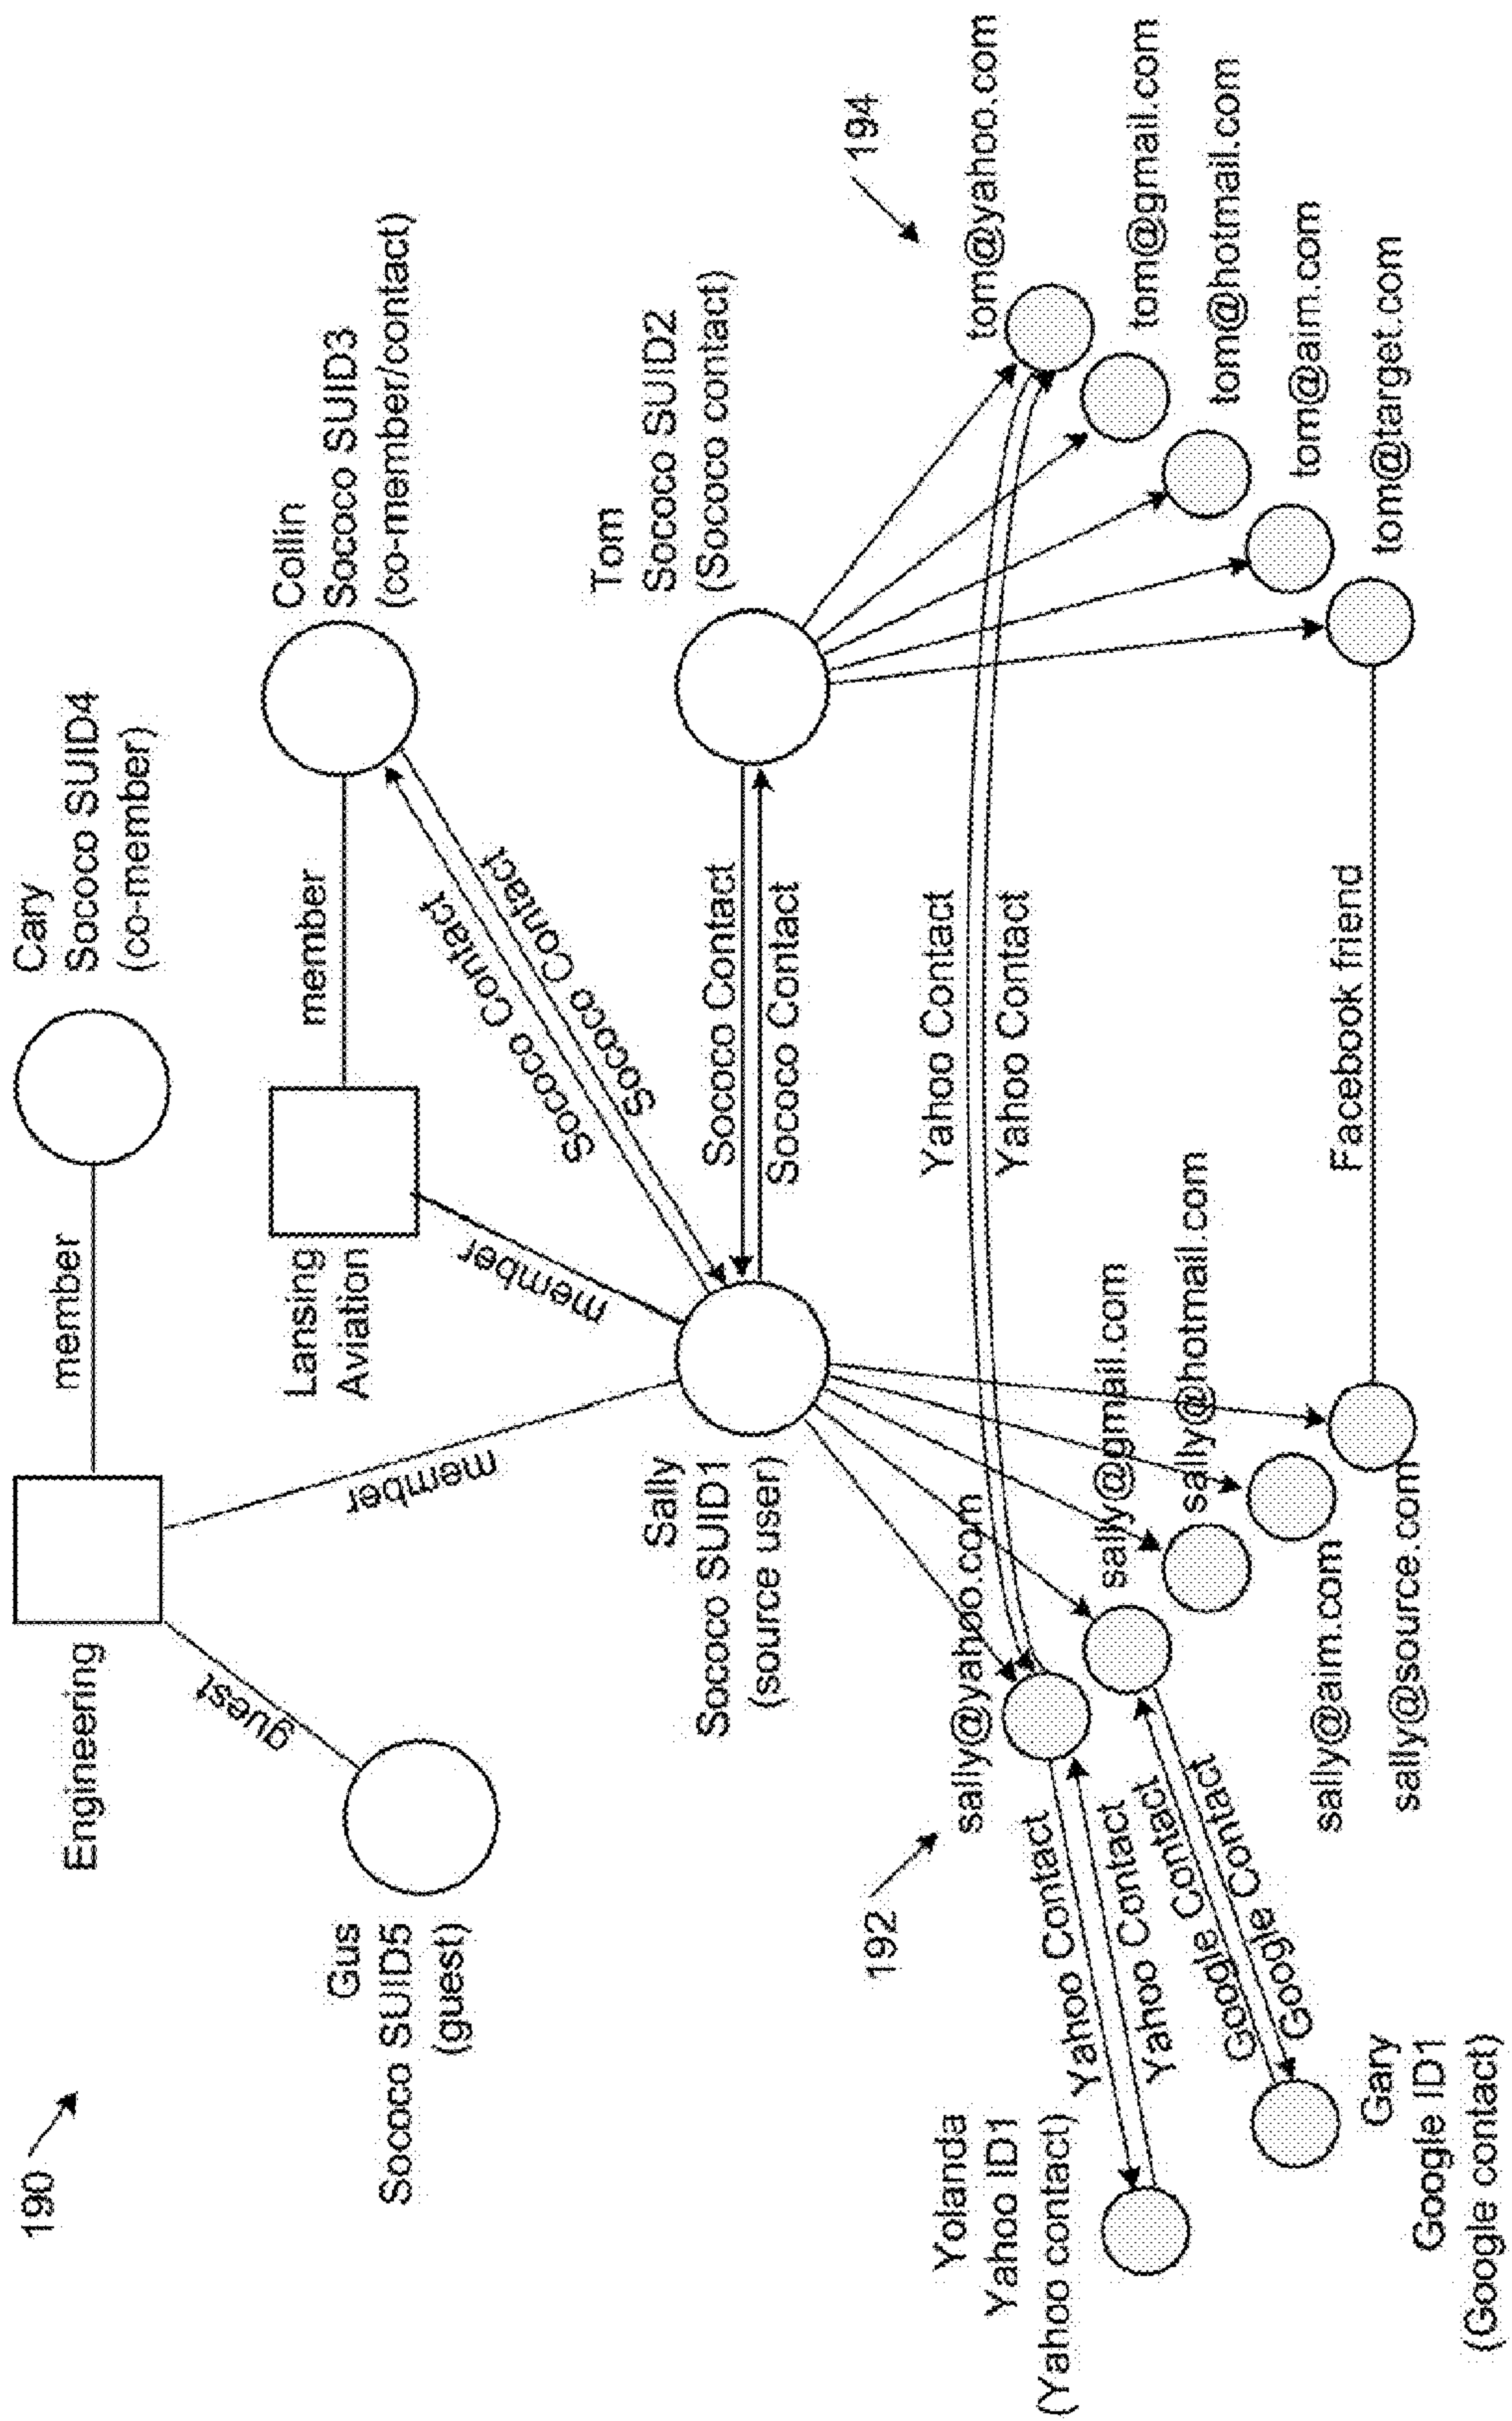 190
Engineering
member
Cary
Sococo SUID4
(co-member)
guest
Gus
Sococo SUID5
(guest)
member
Lansing
Aviation
member
member
Collin
Sococo SUID3
(co-member/contact)
Sococo Contact
Sococo Contact
Sally
Sococo SUID1
(source user)
Sococo Contact
Sococo Contact
Tom
Sococo SUID2
(Sococo contact)
192
194
sally@yahoo.com
Yahoo Contact
Yahoo Contact
tom@yahoo.com
sally@gmail.com
tom@gmail.com
sally@hotmail.com
tom@hotmail.com
sally@aim.com
tom@aim.com
sally@source.com
Facebook friend
tom@target.com
Yolanda
Yahoo ID1
(Yahoo contact)
Yahoo Contact
Yahoo Contact
Google Contact
Google Contact
Gary
Google ID1
(Google contact)